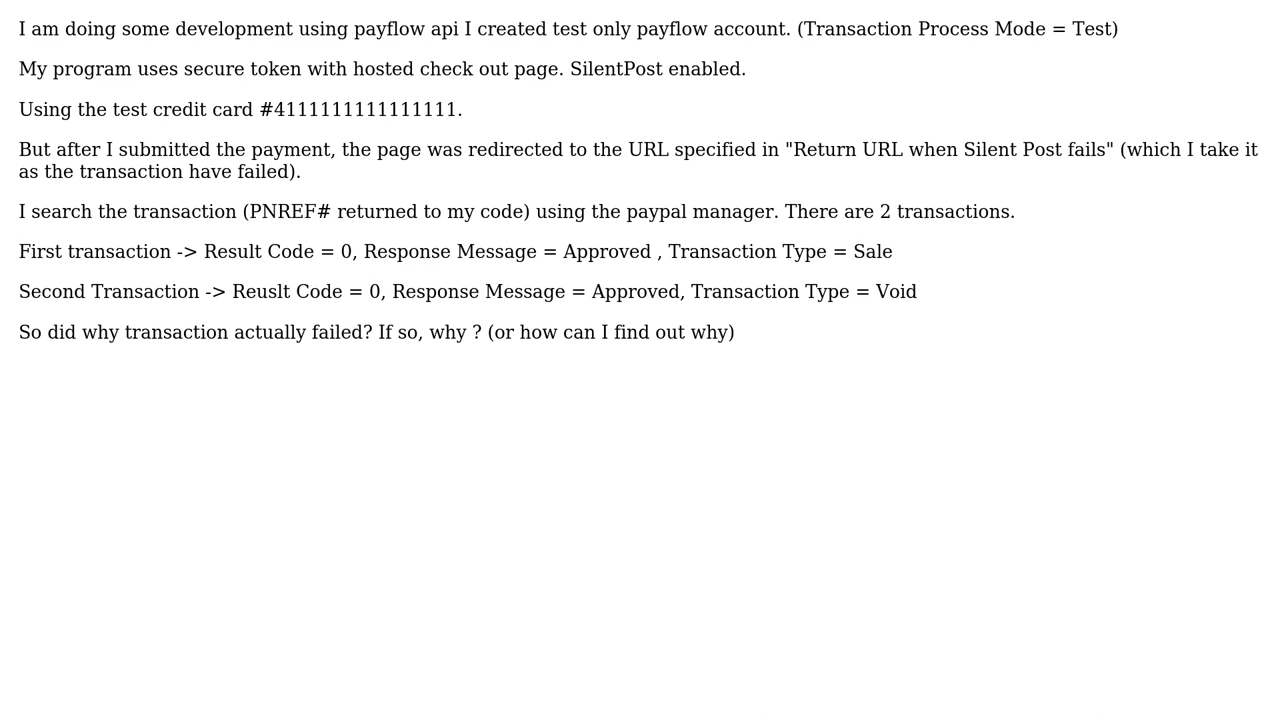 I am doing some development using payflow api I created test only payflow account. (Transaction Process Mode = Test)
My program uses secure token with hosted check out page. SilentPost enabled.
Using the test credit card #4111111111111111.
But after I submitted the payment, the page was redirected to the URL specified in "Return URL when Silent Post fails" (which I take it
as the transaction have failed).
I search the transaction (PNREF# returned to my code) using the paypal manager. There are 2 transactions.
First transaction -> Result Code = 0, Response Message = Approved , Transaction Type = Sale
Second Transaction -> Reuslt Code = 0, Response Message = Approved, Transaction Type = Void
So did why transaction actually failed? If so, why ? (or how can I find out why)